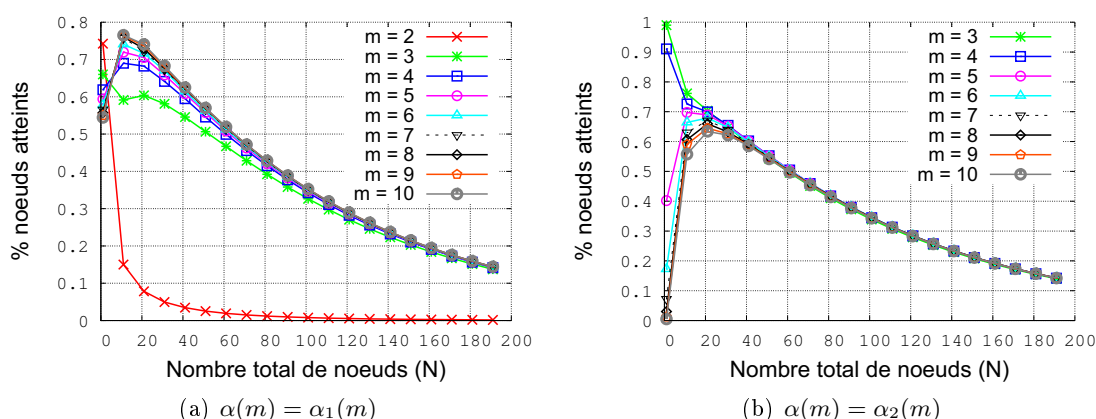 % noeuds atteints
0.8
0.7
0.6
0.5
0.4
0.3
0.2
0.1
0
0 20 40 60 80 100 120 140 160 180 200
m = 2
m = 3
m = 4
m = 5
m = 6
m = 7
m = 8
m = 9
m = 10
Nombre total de noeuds (N)
(a) α(m) = α₁(m)
% noeuds atteints
1
0.9
0.8
0.7
0.6
0.5
0.4
0.3
0.2
0.1
0
0 20 40 60 80 100 120 140 160 180 200
m = 3
m = 4
m = 5
m = 6
m = 7
m = 8
m = 9
m = 10
Nombre total de noeuds (N)
(b) α(m) = α₂(m)